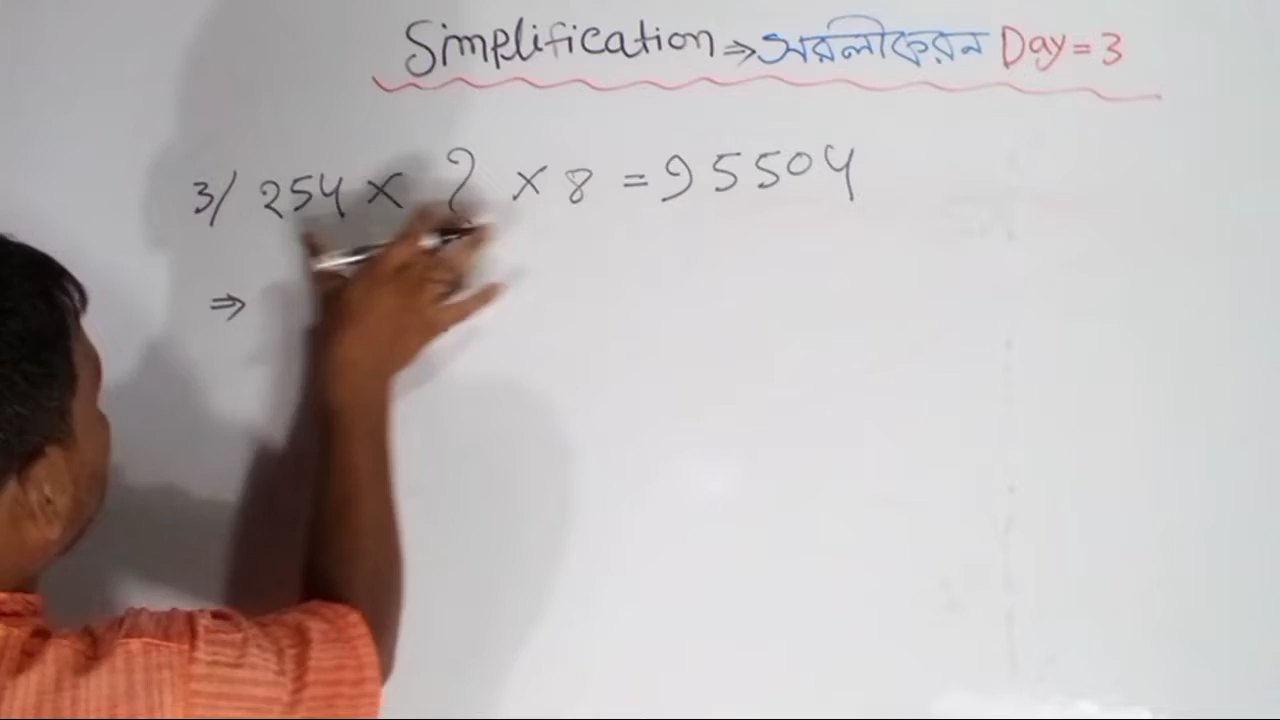 Simplification ⇒ সরলীকরন Day = 3
3/ 254 × ? × 8 = 95504
⇒